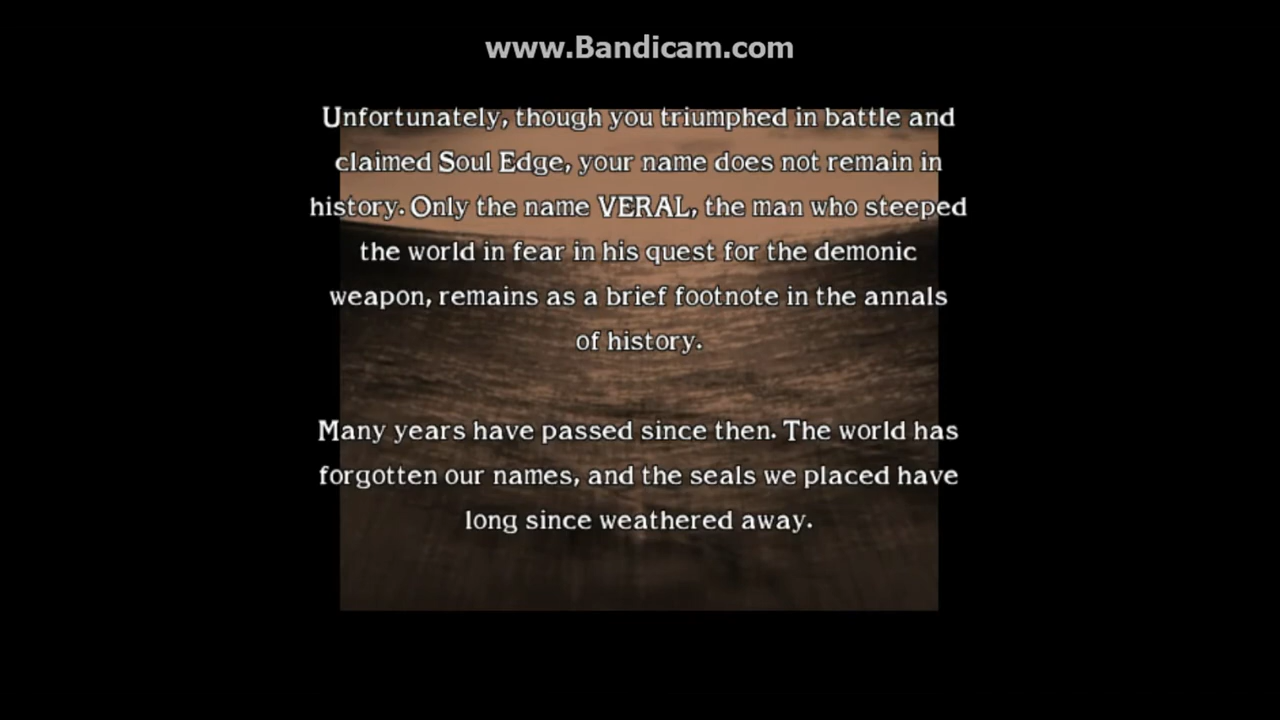 www.Bandicam.com
Unfortunately, though you triumphed in battle and
claimed Soul Edge, your name does not remain in
history. Only the name VERAL, the man who steeped
the world in fear in his quest for the demonic
weapon, remains as a brief footnote in the annals
of history.
Many years have passed since then. The world has
forgotten our names, and the seals we placed have
long since weathered away.